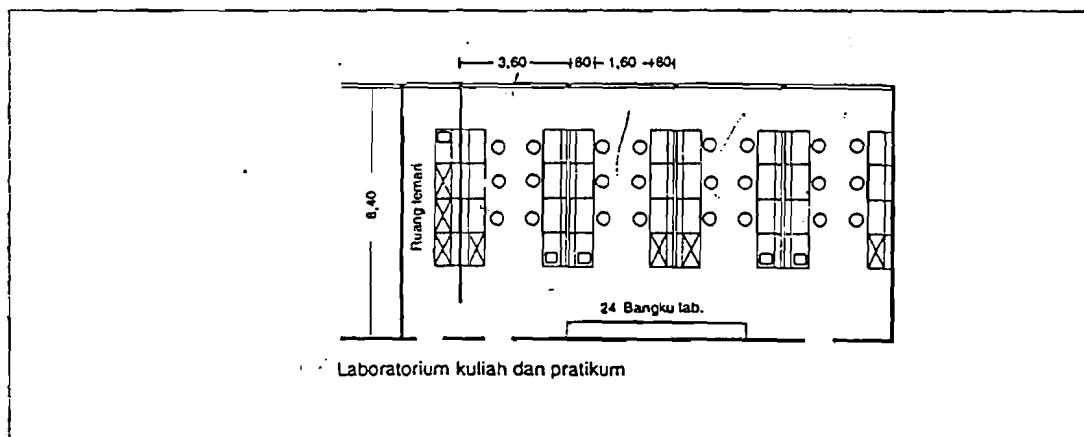 3,60 80 1,60 80
8,40
Ruang lemari
24 Bangku lab.
Laboratorium kuliah dan pratikum